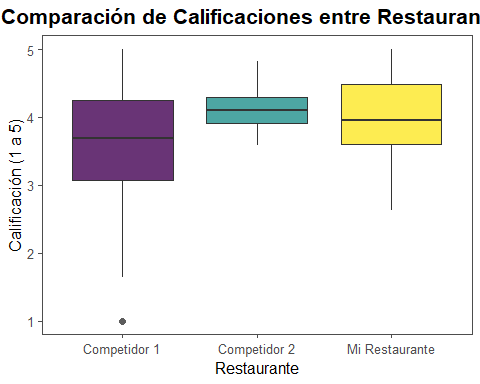 Comparación de Calificaciones entre Restauran
Calificación (1 a 5)
5
4
3
2
1
Competidor 1
Competidor 2
Mi Restaurante
Restaurante